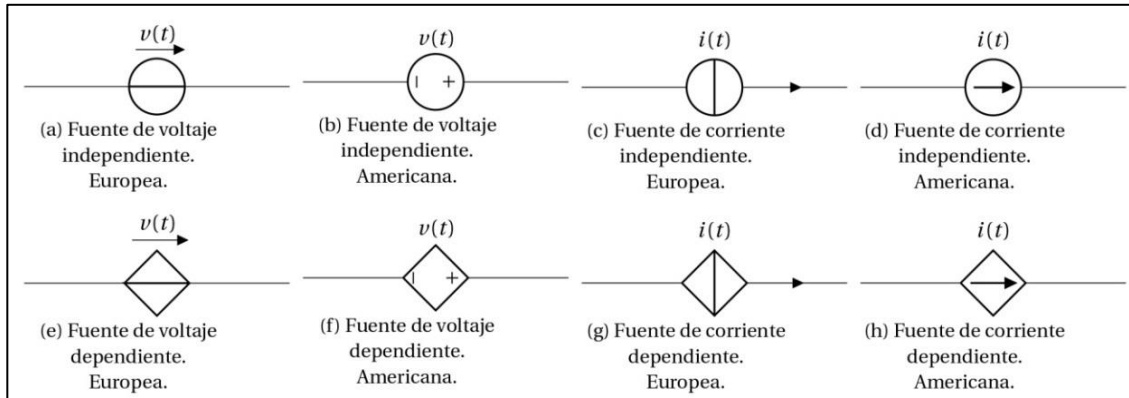 v(t)
(a) Fuente de voltaje
independiente.
Europea.
v(t)
(b) Fuente de voltaje
independiente.
Americana.
i(t)
(c) Fuente de corriente
independiente.
Europea.
i(t)
(d) Fuente de corriente
independiente.
Americana.
v(t)
(e) Fuente de voltaje
dependiente.
Europea.
v(t)
(f) Fuente de voltaje
dependiente.
Americana.
i(t)
(g) Fuente de corriente
dependiente.
Europea.
i(t)
(h) Fuente de corriente
dependiente.
Americana.